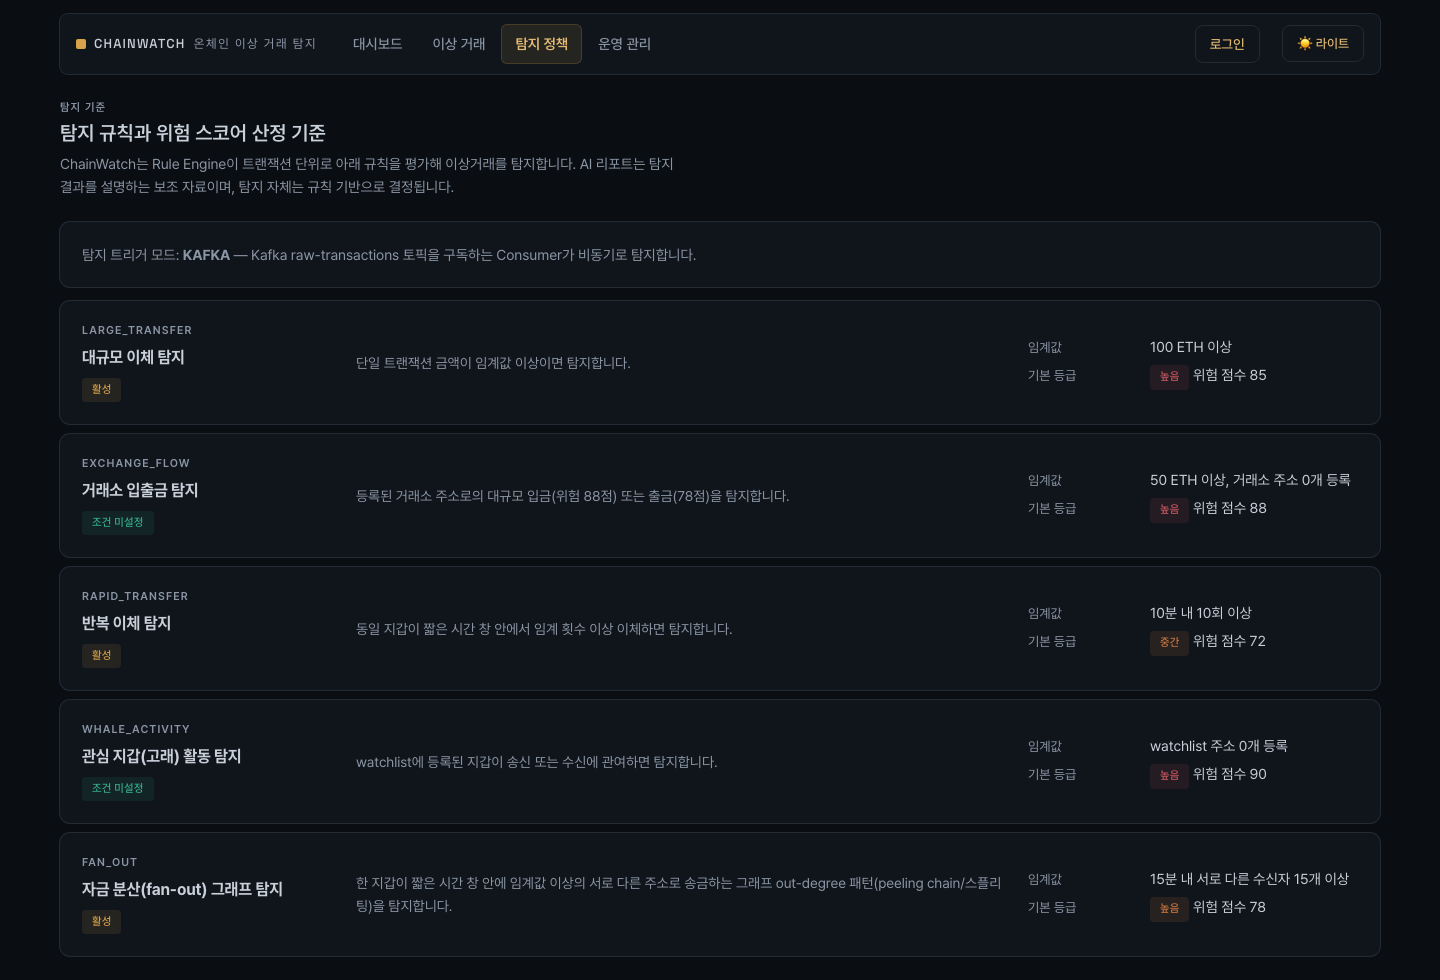 CHAINWATCH 온체인 이상 거래 탐지 대시보드 이상 거래 탐지 정책 운영 관리 로그인 ☀️ 라이트
탐지 기준
탐지 규칙과 위험 스코어 산정 기준
ChainWatch는 Rule Engine이 트랜잭션 단위로 아래 규칙을 평가해 이상거래를 탐지합니다. AI 리포트는 탐지
결과를 설명하는 보조 자료이며, 탐지 자체는 규칙 기반으로 결정됩니다.
탐지 트리거 모드: KAFKA — Kafka raw-transactions 토픽을 구독하는 Consumer가 비동기로 탐지합니다.
LARGE_TRANSFER
대규모 이체 탐지
활성
단일 트랜잭션 금액이 임계값 이상이면 탐지합니다.
임계값 100 ETH 이상
기본 등급 높음 위험 점수 85
EXCHANGE_FLOW
거래소 입출금 탐지
조건 미설정
등록된 거래소 주소로의 대규모 입금(위험 88점) 또는 출금(78점)을 탐지합니다.
임계값 50 ETH 이상, 거래소 주소 0개 등록
기본 등급 높음 위험 점수 88
RAPID_TRANSFER
반복 이체 탐지
활성
동일 지갑이 짧은 시간 창 안에서 임계 횟수 이상 이체하면 탐지합니다.
임계값 10분 내 10회 이상
기본 등급 중간 위험 점수 72
WHALE_ACTIVITY
관심 지갑(고래) 활동 탐지
조건 미설정
watchlist에 등록된 지갑이 송신 또는 수신에 관여하면 탐지합니다.
임계값 watchlist 주소 0개 등록
기본 등급 높음 위험 점수 90
FAN_OUT
자금 분산(fan-out) 그래프 탐지
활성
한 지갑이 짧은 시간 창 안에 임계값 이상의 서로 다른 주소로 송금하는 그래프 out-degree 패턴(peeling chain/스플리
팅)을 탐지합니다.
임계값 15분 내 서로 다른 수신자 15개 이상
기본 등급 높음 위험 점수 78